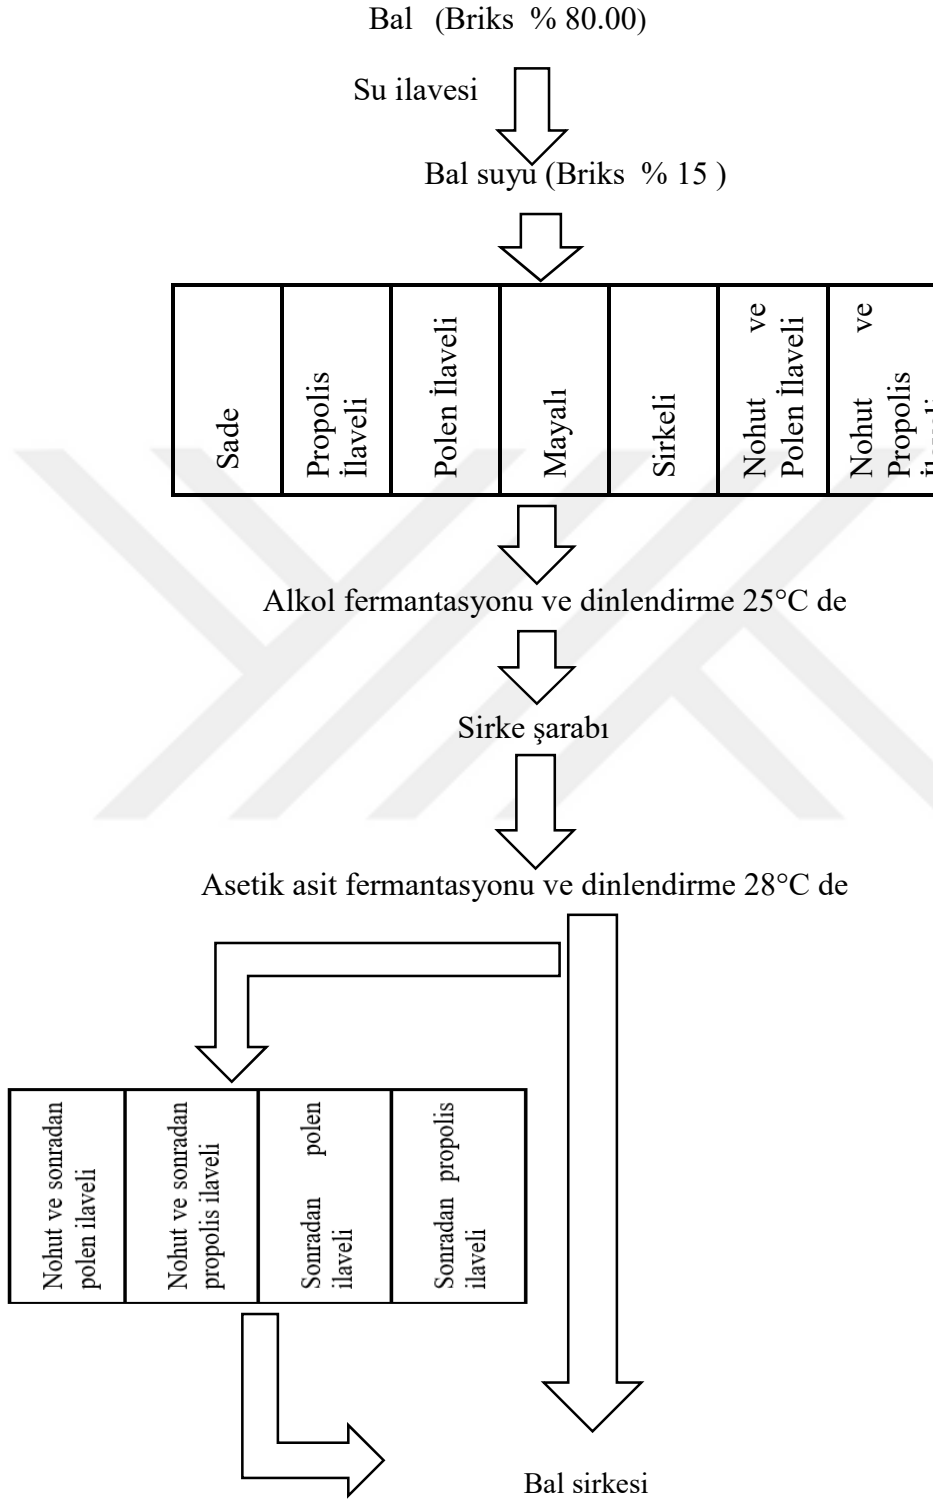 Bal (Briks % 80.00)
Su ilavesi
Bal suyu (Briks % 15 )
Sade
Propolis
İlaveli
Polen İlaveli
Mayalı
Sirkeli
Nohut ve
Polen İlaveli
Nohut ve
Propolis
Alkol fermantasyonu ve dinlendirme 25°C de
Sirke şarabı
Asetik asit fermantasyonu ve dinlendirme 28°C de
Nohut ve sonradan
polen ilaveli
Nohut ve sonradan
propolis ilaveli
Sonradan polen
ilaveli
Sonradan propolis
ilaveli
Bal sirkesi